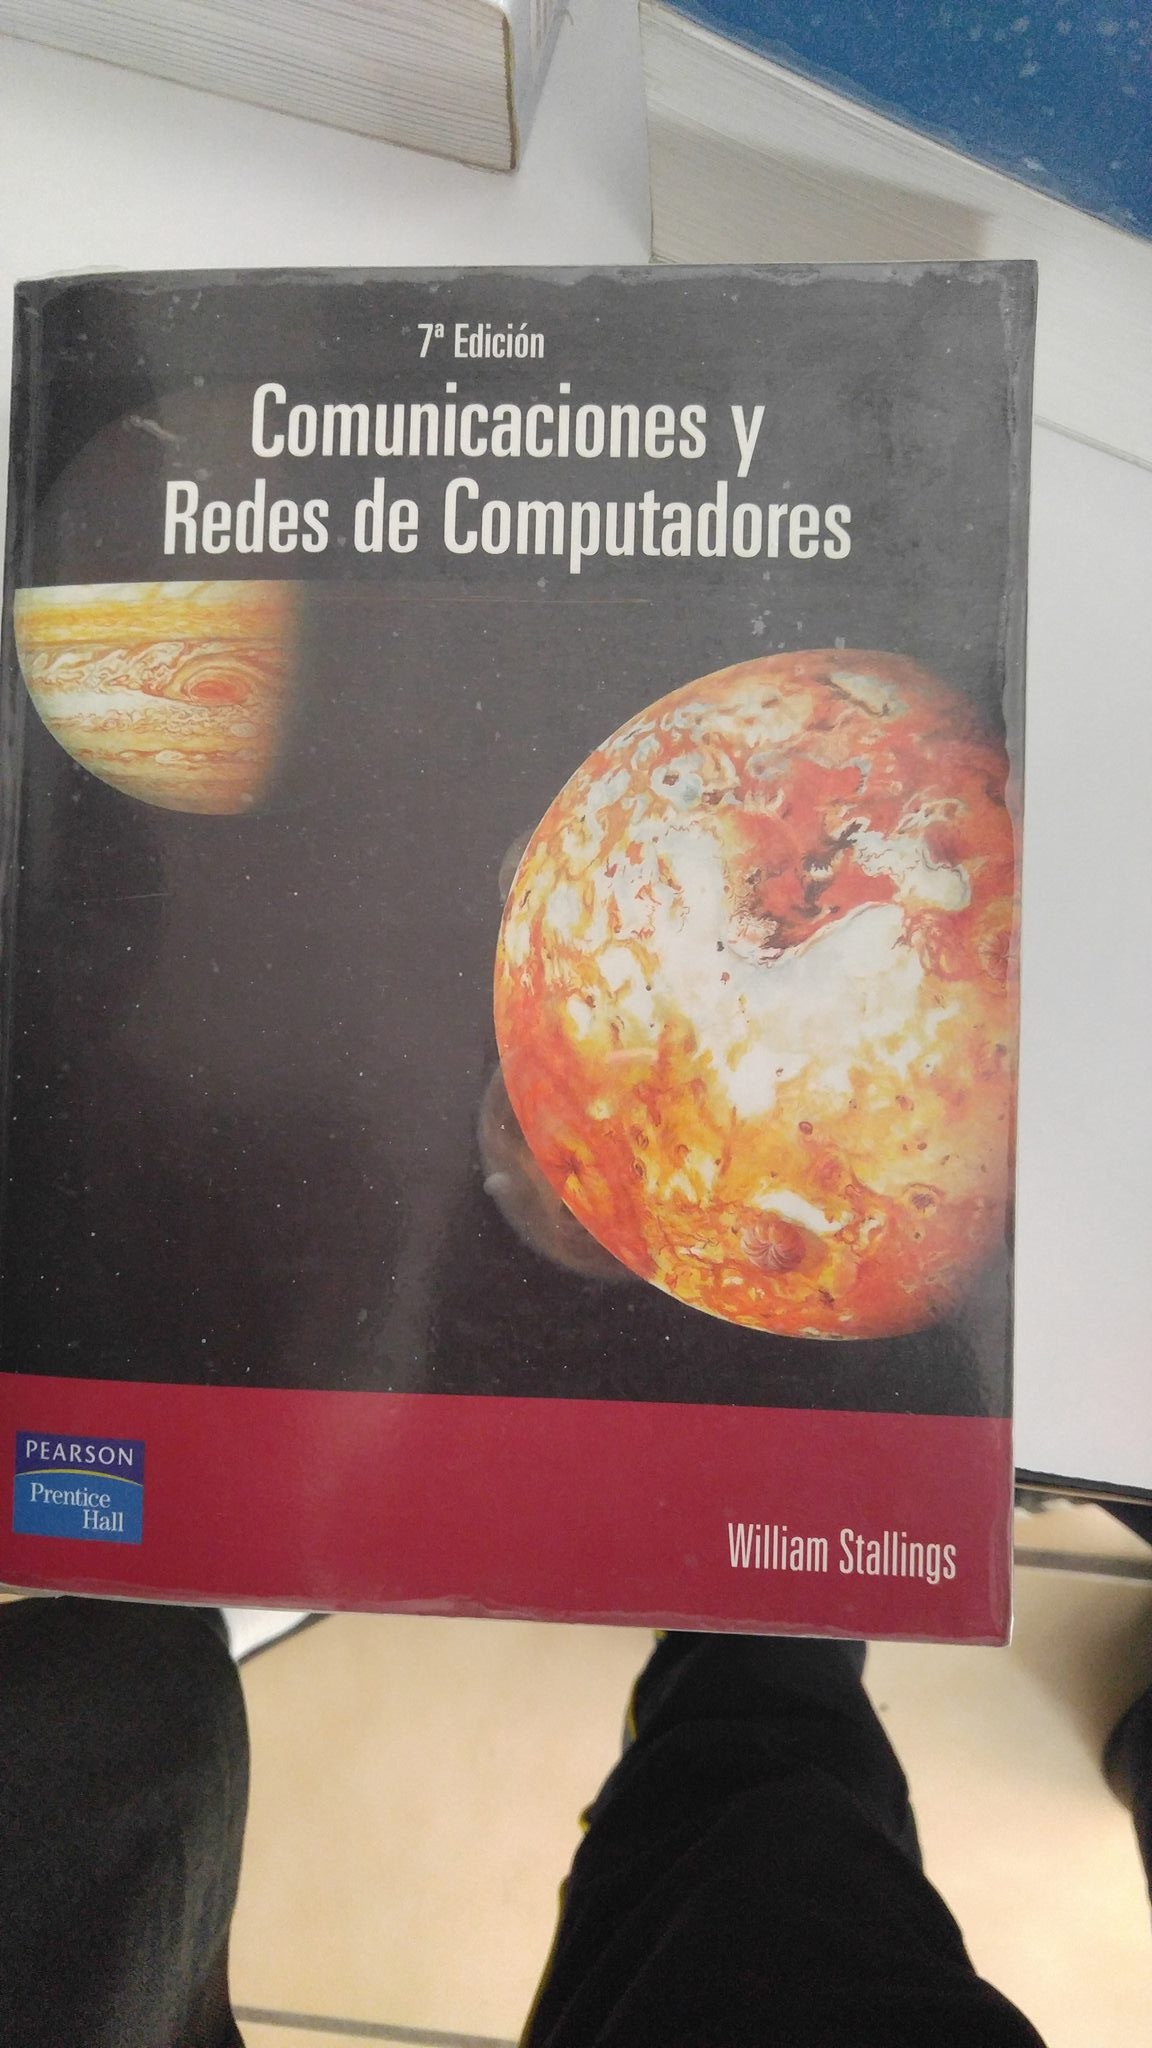 7ª Edición
Comunicaciones y
Redes de Computadores
PEARSON
Prentice
Hall
William Stallings